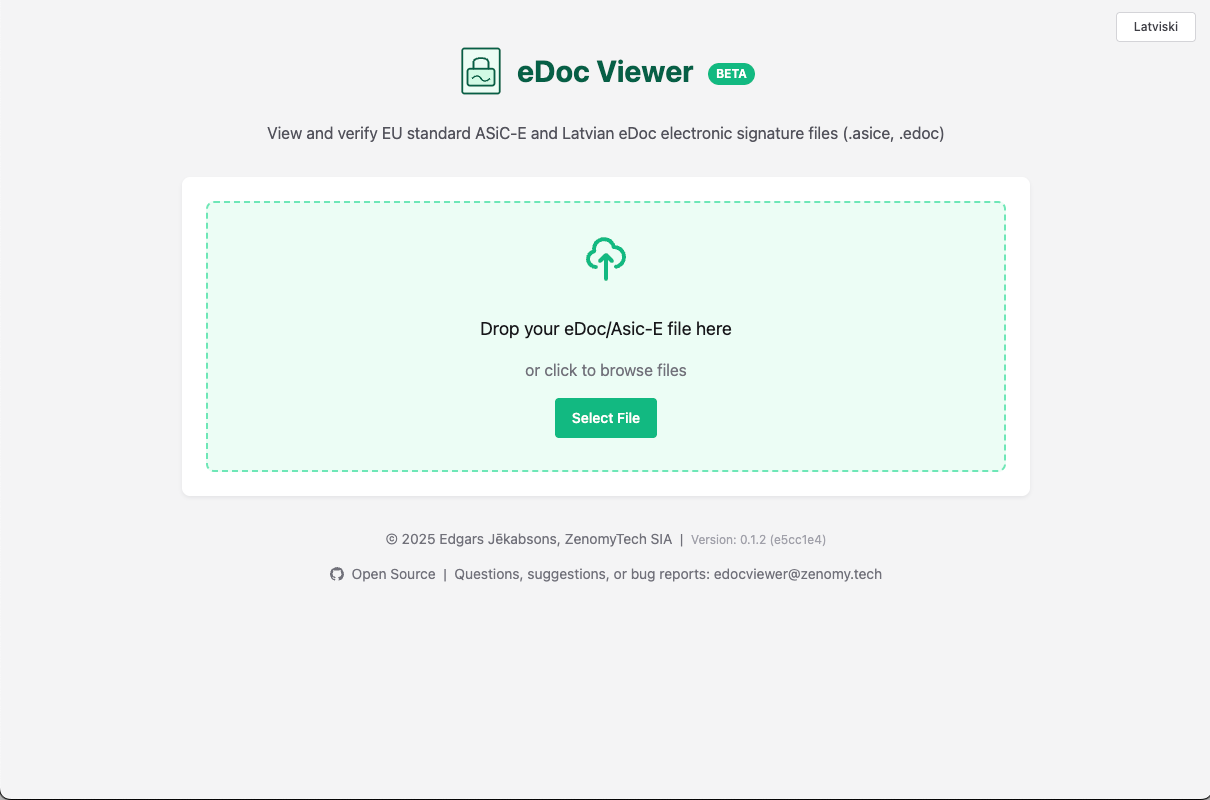 Latviski
eDoc Viewer BETA
View and verify EU standard ASiC-E and Latvian eDoc electronic signature files (.asice, .edoc)
Drop your eDoc/Asic-E file here
or click to browse files
Select File
© 2025 Edgars Jēkabsons, ZenomyTech SIA | Version: 0.1.2 (e5cc1e4)
Open Source | Questions, suggestions, or bug reports: edocviewer@zenomy.tech